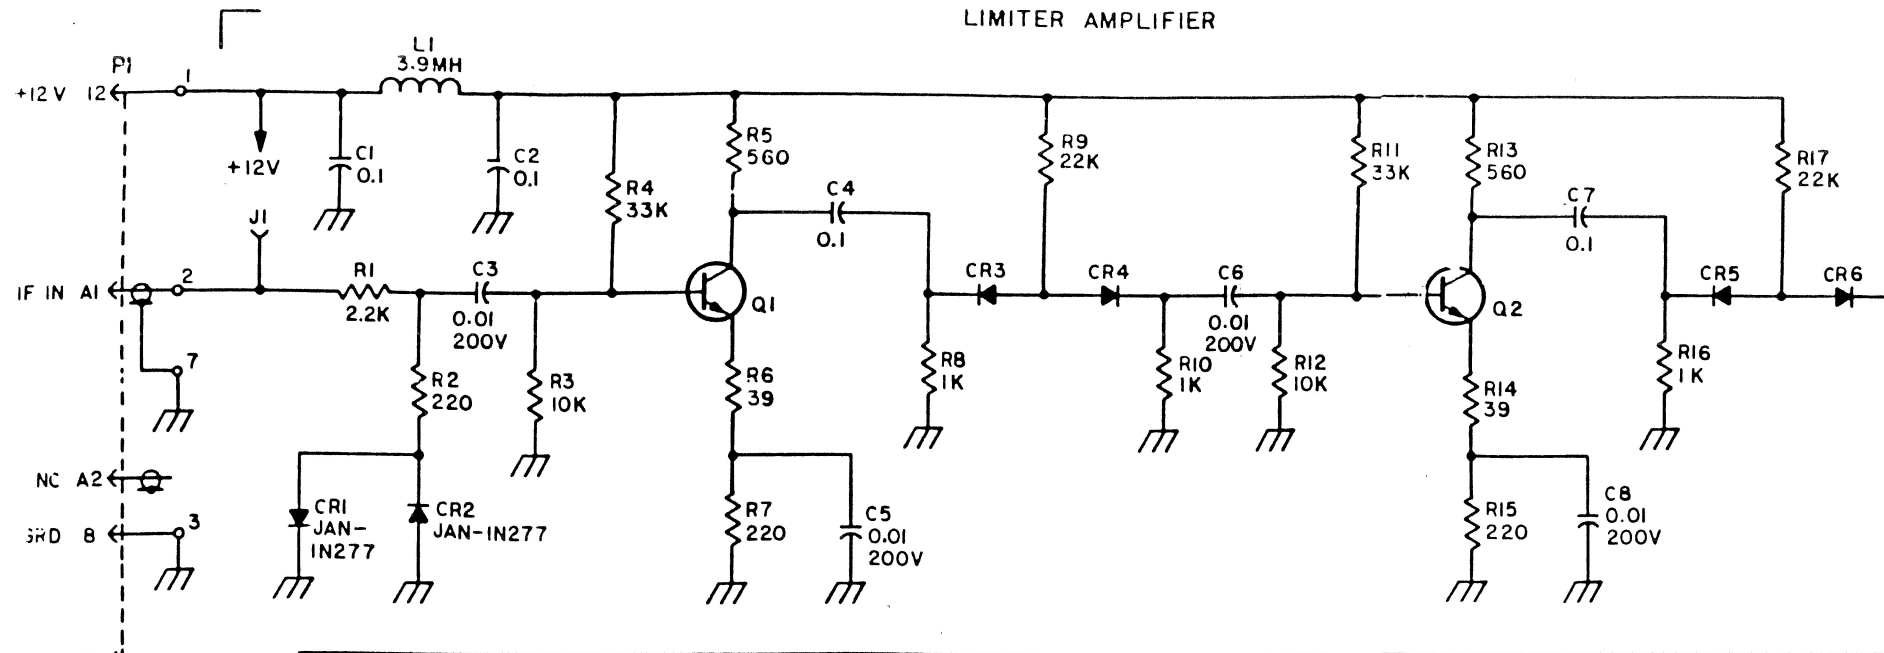 LIMITER AMPLIFIER
P1
1
L1
3.9MH
+12V 12
+12V
C1
0.1
C2
0.1
R4
33K
R5
560
C4
0.1
R9
22K
R11
33K
R13
560
C7
0.1
R17
22K
J1
IF IN A1
2
R1
2.2K
C3
0.01
200V
Q1
CR3
CR4
C6
0.01
200V
Q2
CR5
CR6
7
R2
220
R3
10K
R6
39
R8
1K
R10
1K
R12
10K
R14
39
R16
1K
NC A2
8
3
CR1
JAN-
1N277
CR2
JAN-1N277
R7
220
C5
0.01
200V
R15
220
C8
0.01
200V